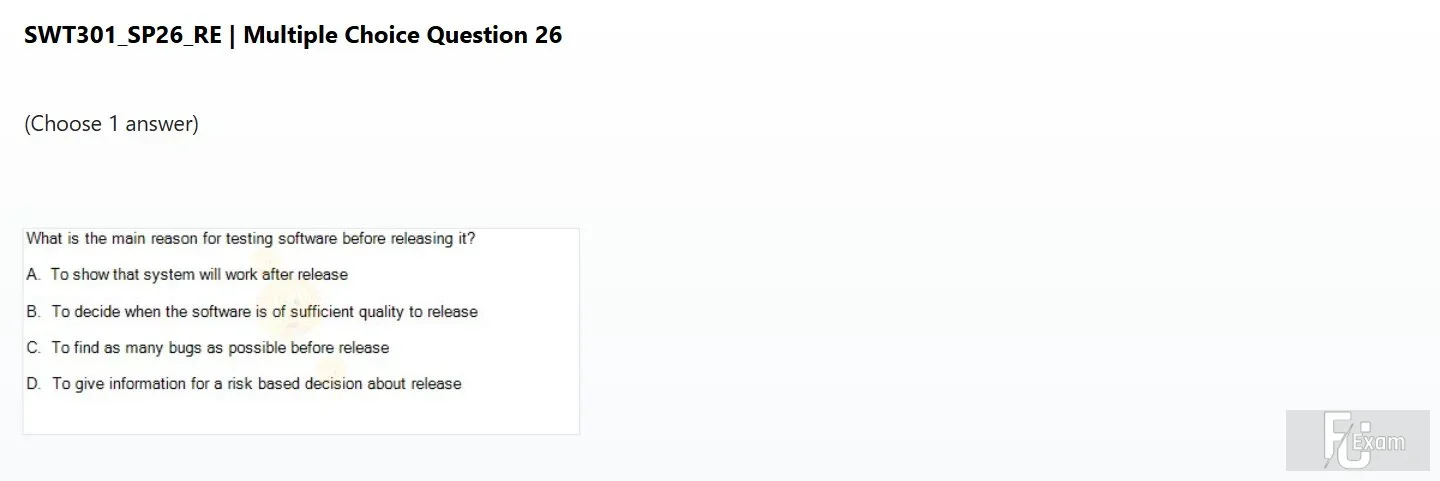 SWT301_SP26_RE | Multiple Choice Question 26
(Choose 1 answer)
What is the main reason for testing software before releasing it?
A. To show that system will work after release
B. To decide when the software is of sufficient quality to release
C. To find as many bugs as possible before release
D. To give information for a risk based decision about release
FU Exam